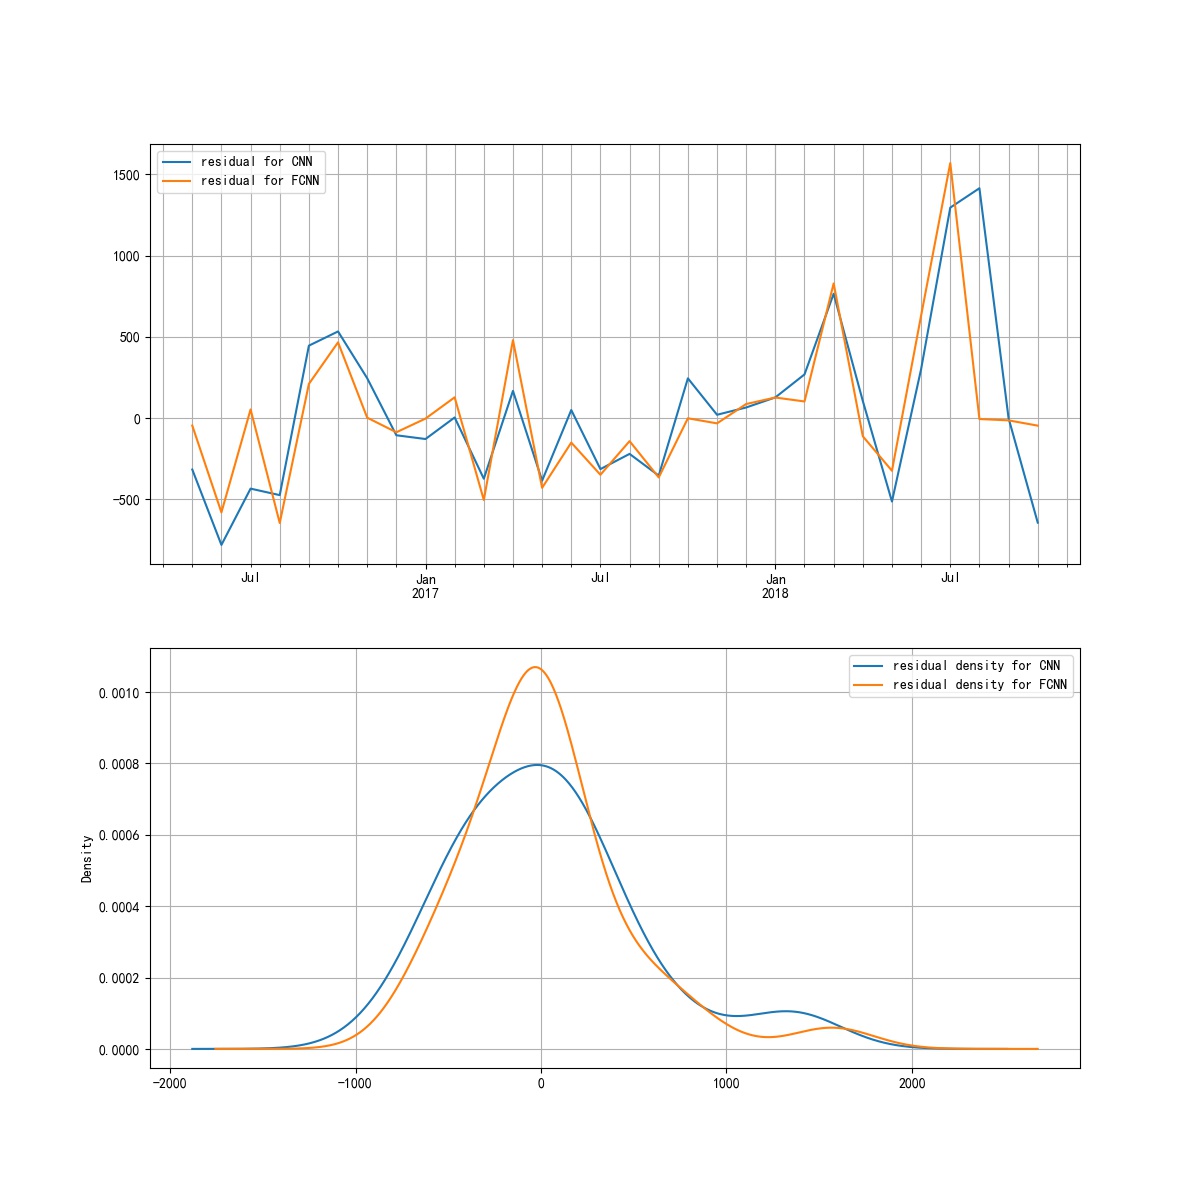 residual for CNN
residual for FCNN
1500
1000
500
0
−500
Jul
Jan
2017
Jul
Jan
2018
Jul
residual density for CNN
residual density for FCNN
0.0010
0.0008
0.0006
0.0004
0.0002
0.0000
Density
−2000
−1000
0
1000
2000